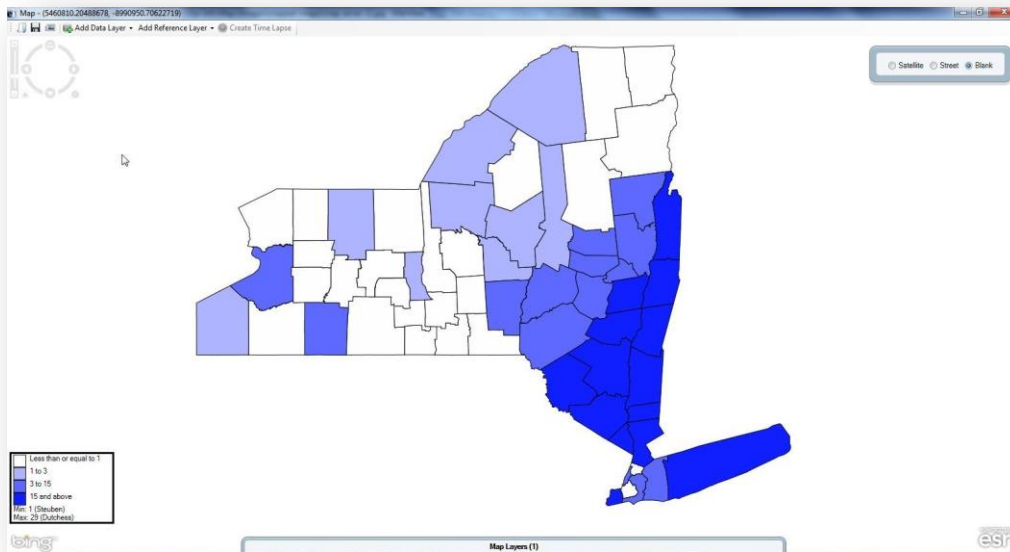 Map - (5460810.20488678, -8990950.70622719)
Add Data Layer Add Reference Layer Create Time Lapse
Satellite Street Blank
Less than or equal to 1
1 to 3
3 to 15
15 and above
Min: 1 (Steuben)
Max: 29 (Dutchess)
bing
Map Layers (1)
esri